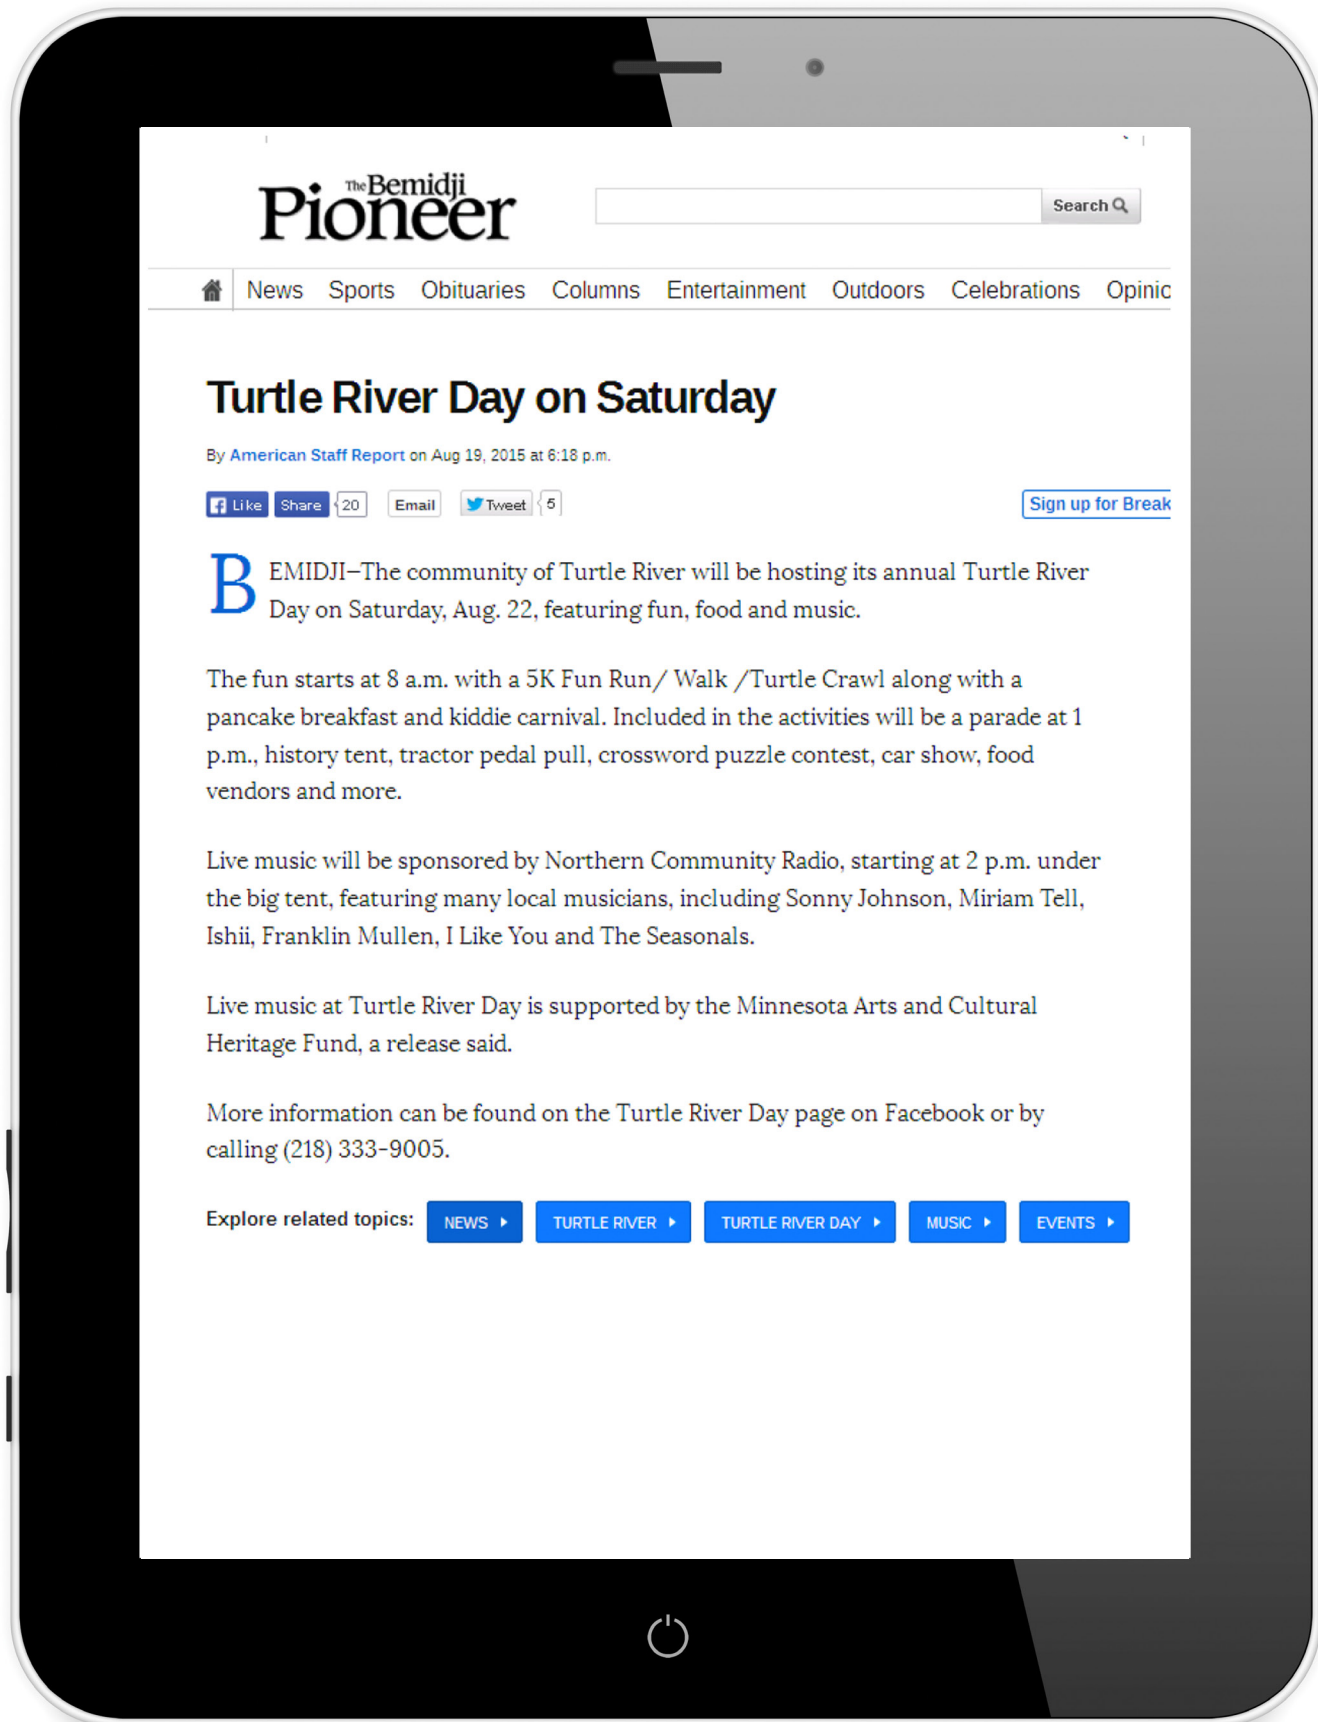 The Bemidji
Pioneer
Search
News Sports Obituaries Columns Entertainment Outdoors Celebrations Opinio
Turtle River Day on Saturday
By American Staff Report on Aug 19, 2015 at 6:18 p.m.
Like Share 20 Email Tweet 5 Sign up for Break
BEMIDJI—The community of Turtle River will be hosting its annual Turtle River
Day on Saturday, Aug. 22, featuring fun, food and music.
The fun starts at 8 a.m. with a 5K Fun Run/ Walk /Turtle Crawl along with a
pancake breakfast and kiddie carnival. Included in the activities will be a parade at 1
p.m., history tent, tractor pedal pull, crossword puzzle contest, car show, food
vendors and more.
Live music will be sponsored by Northern Community Radio, starting at 2 p.m. under
the big tent, featuring many local musicians, including Sonny Johnson, Miriam Tell,
Ishii, Franklin Mullen, I Like You and The Seasonals.
Live music at Turtle River Day is supported by the Minnesota Arts and Cultural
Heritage Fund, a release said.
More information can be found on the Turtle River Day page on Facebook or by
calling (218) 333-9005.
Explore related topics: NEWS TURTLE RIVER TURTLE RIVER DAY MUSIC EVENTS